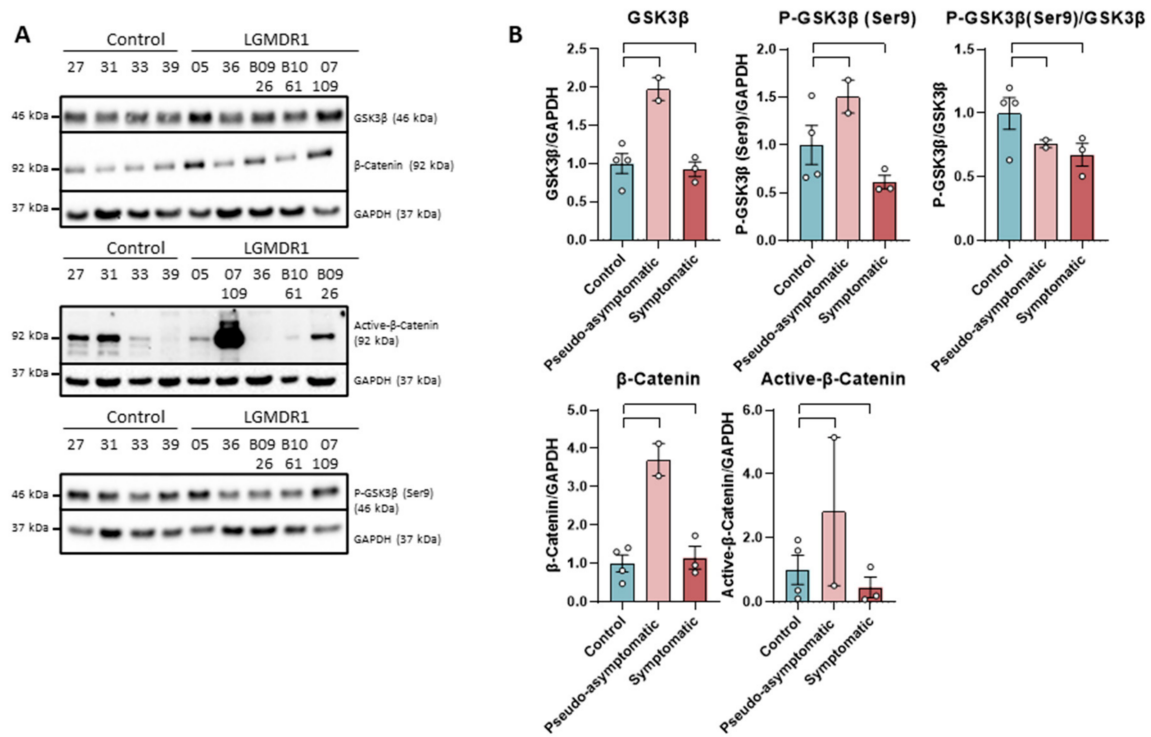 A
Control LGMDR1
27 31 33 39 05 36 B09 B10 07
26 61 109
46 kDa GSK3β (46 kDa)
92 kDa β-Catenin (92 kDa)
37 kDa GAPDH (37 kDa)
Control LGMDR1
27 31 33 39 05 07 36 B10 B09
109 61 26
92 kDa Active-β-Catenin
(92 kDa)
37 kDa GAPDH (37 kDa)
Control LGMDR1
27 31 33 39 05 36 B09 B10 07
26 61 109
46 kDa P-GSK3β (Ser9)
(46 kDa)
37 kDa GAPDH (37 kDa)
B
GSK3β
GSK3β/GAPDH
2.5
2.0
1.5
1.0
0.5
0.0
Control
Pseudo-asymptomatic
Symptomatic
P-GSK3β (Ser9)
P-GSK3β (Ser9)/GAPDH
2.0
1.5
1.0
0.5
0.0
Control
Pseudo-asymptomatic
Symptomatic
P-GSK3β(Ser9)/GSK3β
P-GSK3β/GSK3β
1.5
1.0
0.5
0.0
Control
Pseudo-asymptomatic
Symptomatic
β-Catenin
β-Catenin/GAPDH
5.0
4.0
3.0
2.0
1.0
0.0
Control
Pseudo-asymptomatic
Symptomatic
Active-β-Catenin
Active-β-Catenin/GAPDH
6.0
4.0
2.0
0.0
Control
Pseudo-asymptomatic
Symptomatic